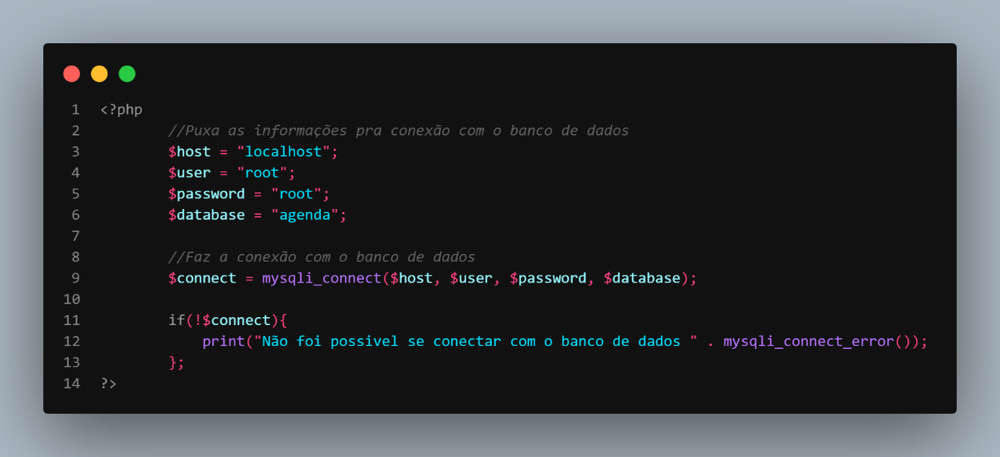 1 <?php
2 //Puxa as informações pra conexão com o banco de dados
3 $host = "localhost";
4 $user = "root";
5 $password = "root";
6 $database = "agenda";
7
8 //Faz a conexão com o banco de dados
9 $connect = mysqli_connect($host, $user, $password, $database);
10
11 if(!$connect){
12 print("Não foi possivel se conectar com o banco de dados " . mysqli_connect_error());
13 };
14 ?>